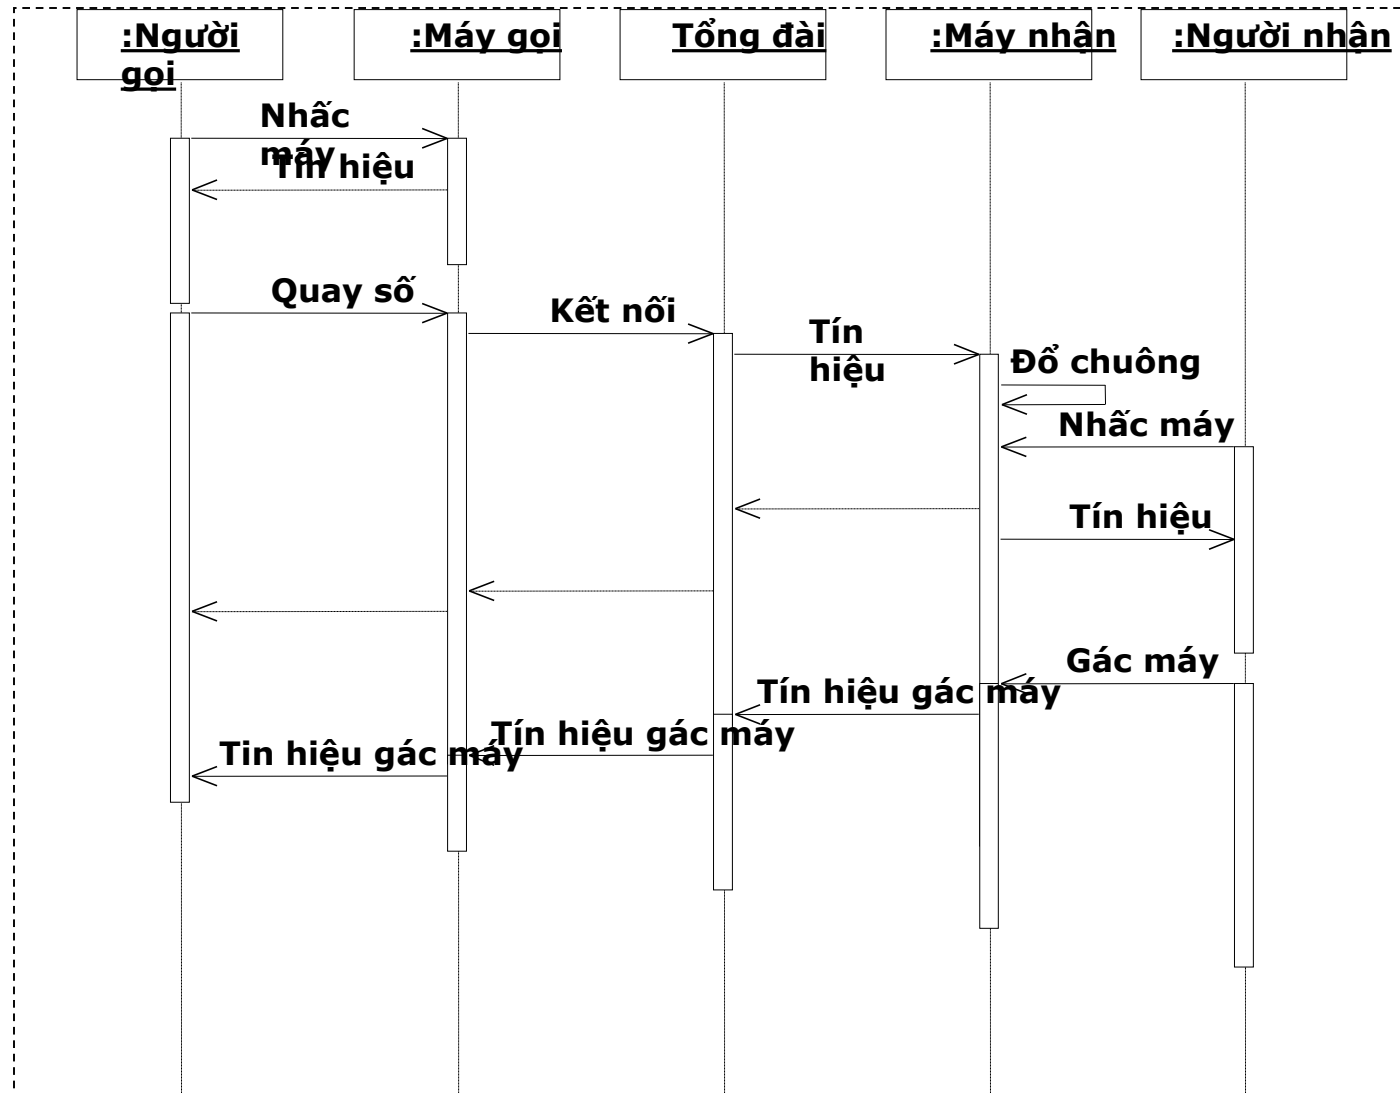 :Người
gọi
:Máy gọi
Tổng đài
:Máy nhận
:Người nhận
Nhấc
máy
Tín hiệu
Quay số
Kết nối
Tín
hiệu
Đổ chuông
Nhấc máy
Tín hiệu
Gác máy
Tín hiệu gác máy
Tín hiệu gác máy
Tin hiệu gác máy